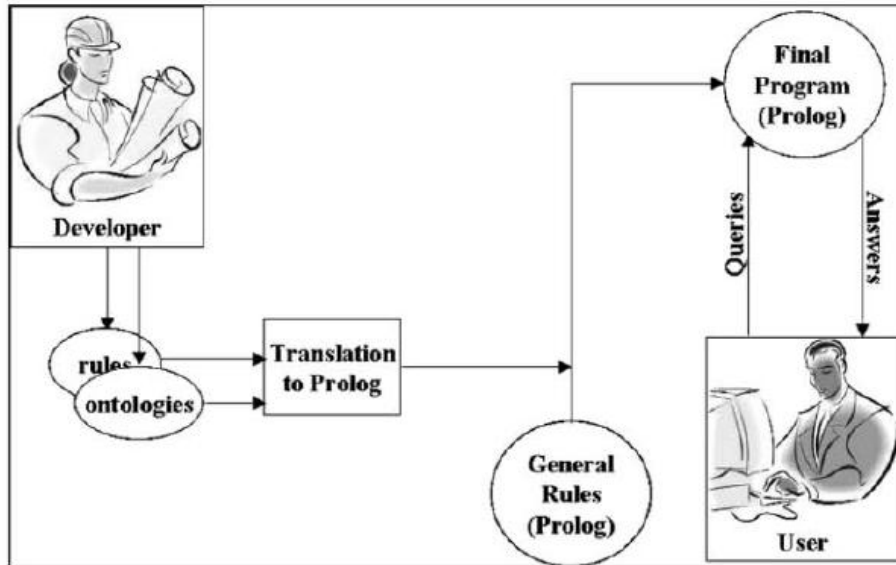 Developer
rules
ontologies
Translation
to Prolog
General
Rules
(Prolog)
Final
Program
(Prolog)
Queries
Answers
User